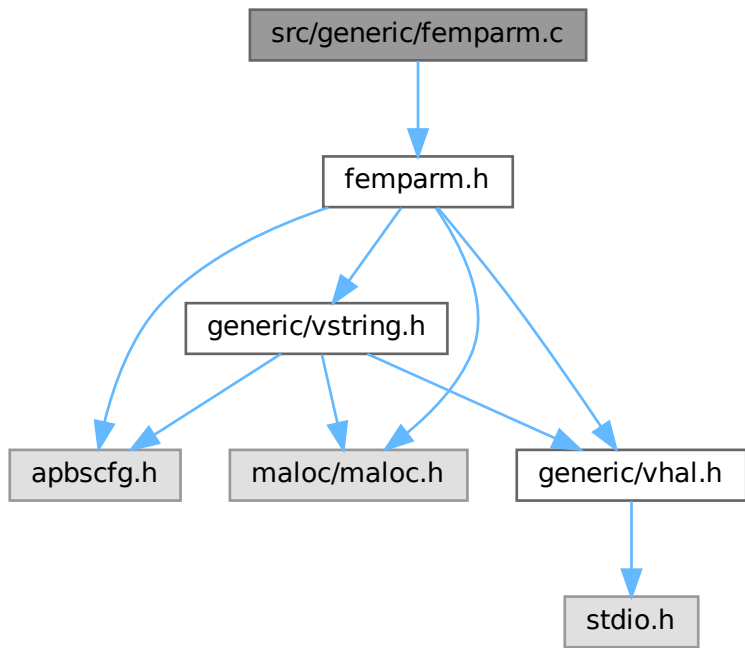 src/generic/femparm.c
femparm.h
generic/vstring.h
apbscfg.h
maloc/maloc.h
generic/vhal.h
stdio.h